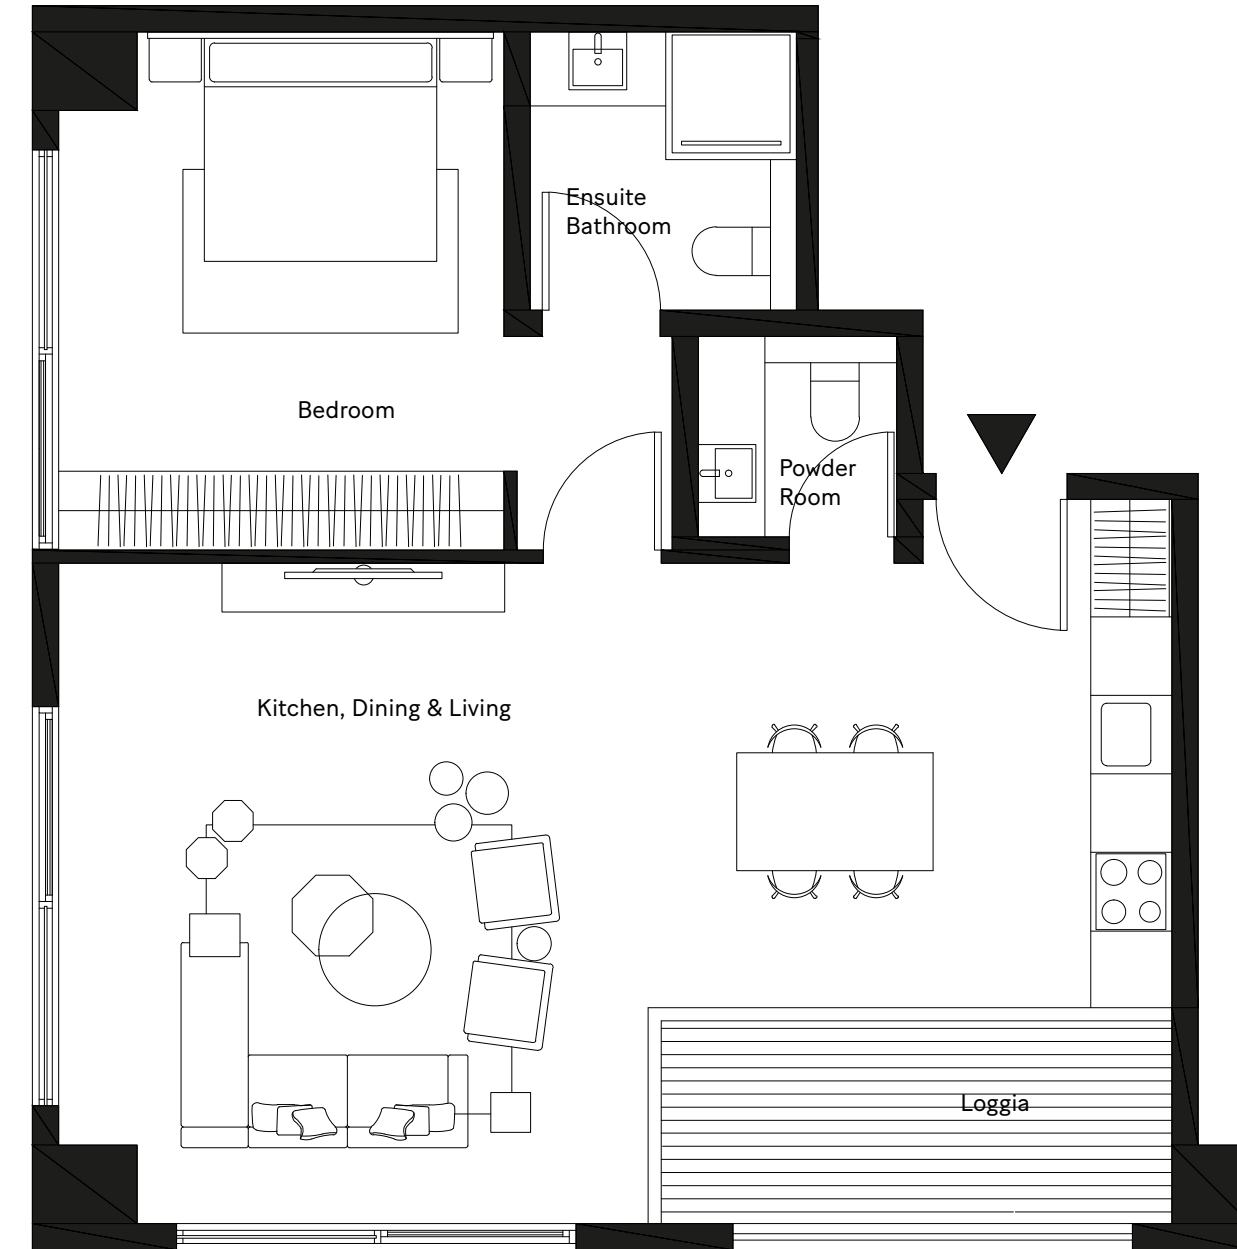 Ensuite
Bathroom
Bedroom
Powder
Room
Kitchen, Dining & Living
Loggia